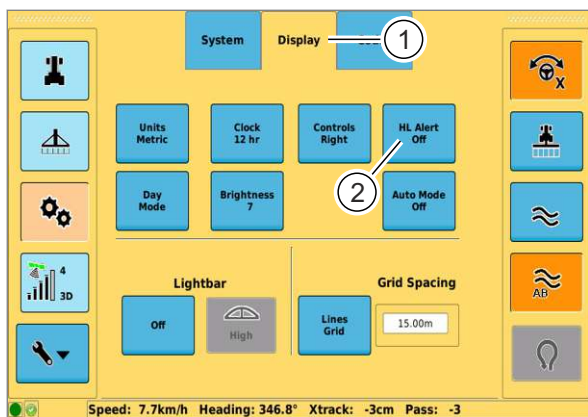 System
Display
1
Units
Metric
Clock
12 hr
Controls
Right
HL Alert
Off
2
Day
Mode
Brightness
7
Auto Mode
Off
4
3D
Lightbar
Off
High
Grid Spacing
Lines
Grid
15.00m
X
AB
Speed: 7.7km/h Heading: 346.8° Xtrack: -3cm Pass: -3